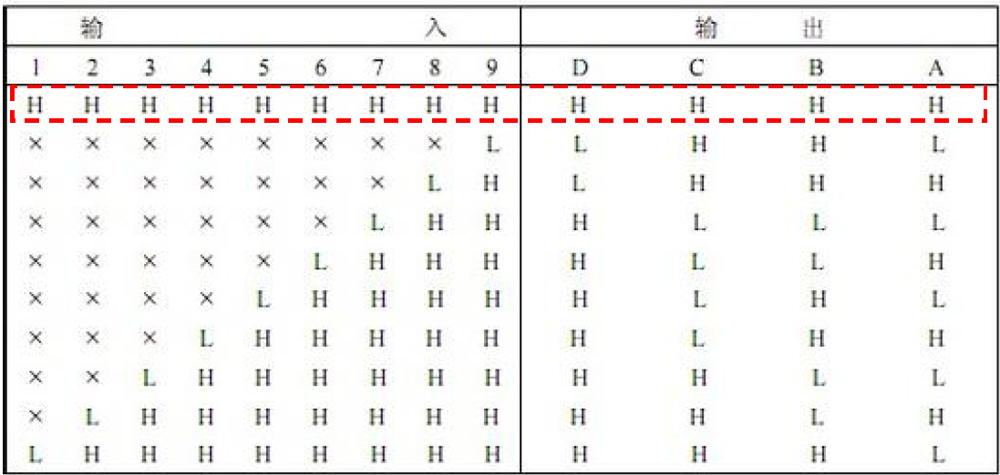 输 入 输 出
1 2 3 4 5 6 7 8 9 D C B A
H H H H H H H H H H H H H
× × × × × × × × L L H H L
× × × × × × × L H L H H H
× × × × × × L H H H L L L
× × × × × L H H H H L L H
× × × × L H H H H H L H L
× × × L H H H H H H L H H
× × L H H H H H H H H L L
× L H H H H H H H H H L H
L H H H H H H H H H H H L